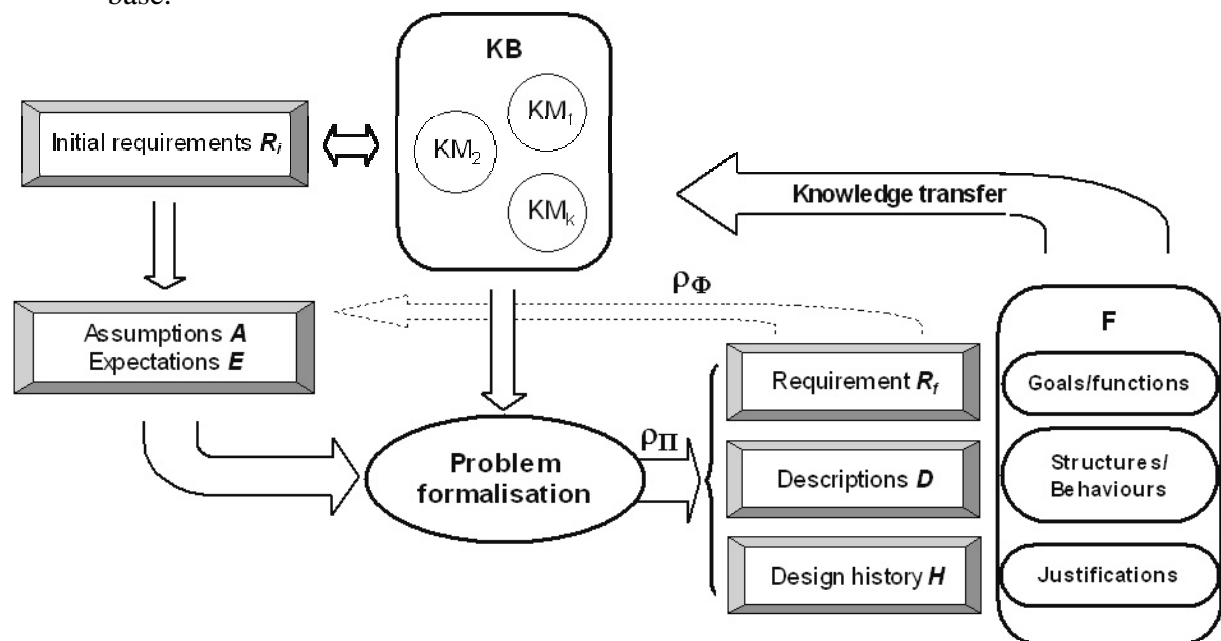 base.
KB
KM₁
KM₂
KMₖ
Initial requirements Rᵢ
Knowledge transfer
ρΦ
Assumptions A
Expectations E
F
Requirement R_f
Goals/functions
ρΠ
Problem
formalisation
Descriptions D
Structures/
Behaviours
Design history H
Justifications